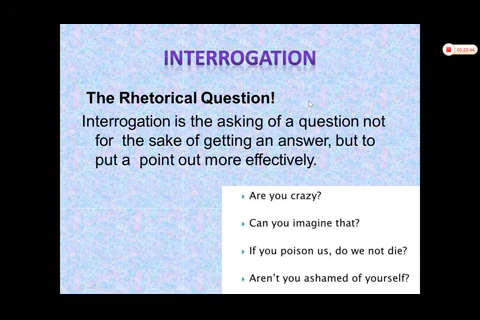 INTERROGATION
The Rhetorical Question!
Interrogation is the asking of a question not
for the sake of getting an answer, but to
put a point out more effectively.
Are you crazy?
Can you imagine that?
If you poison us, do we not die?
Aren't you ashamed of yourself?